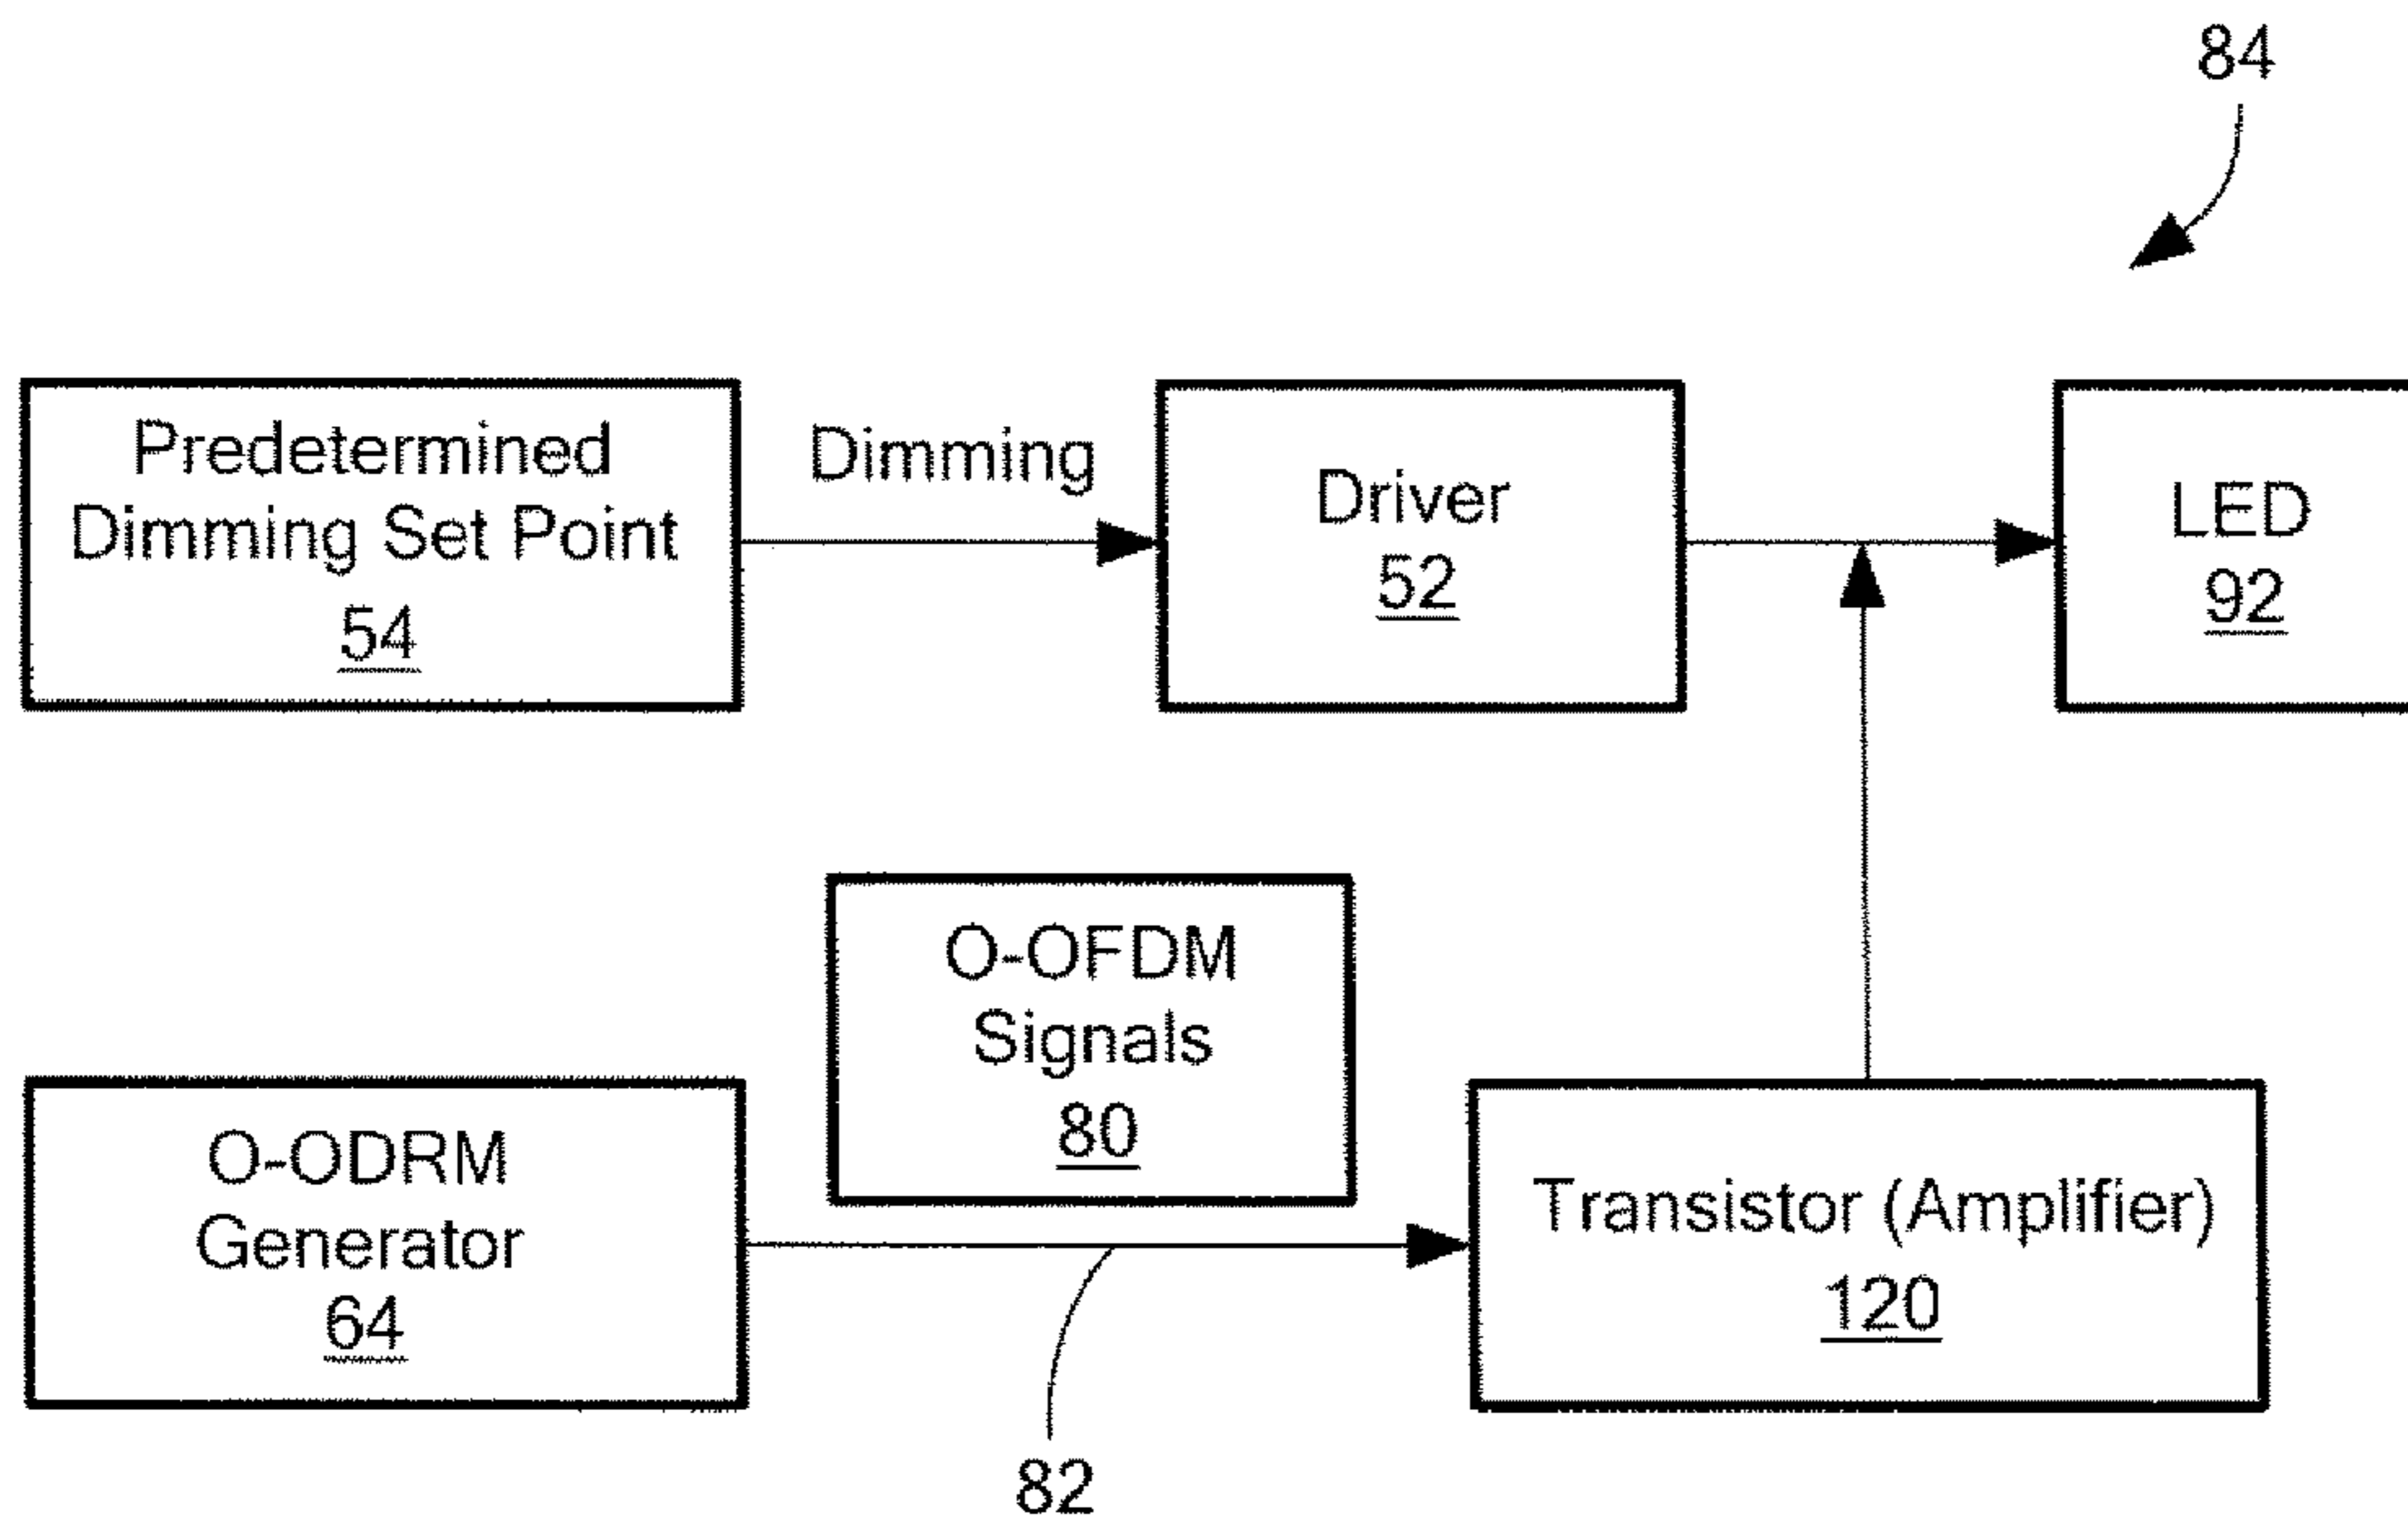 84
Predetermined
Dimming Set Point
54
Dimming
Driver
52
LED
92
O-OFDM
Signals
80
O-ODRM
Generator
64
Transistor (Amplifier)
120
82